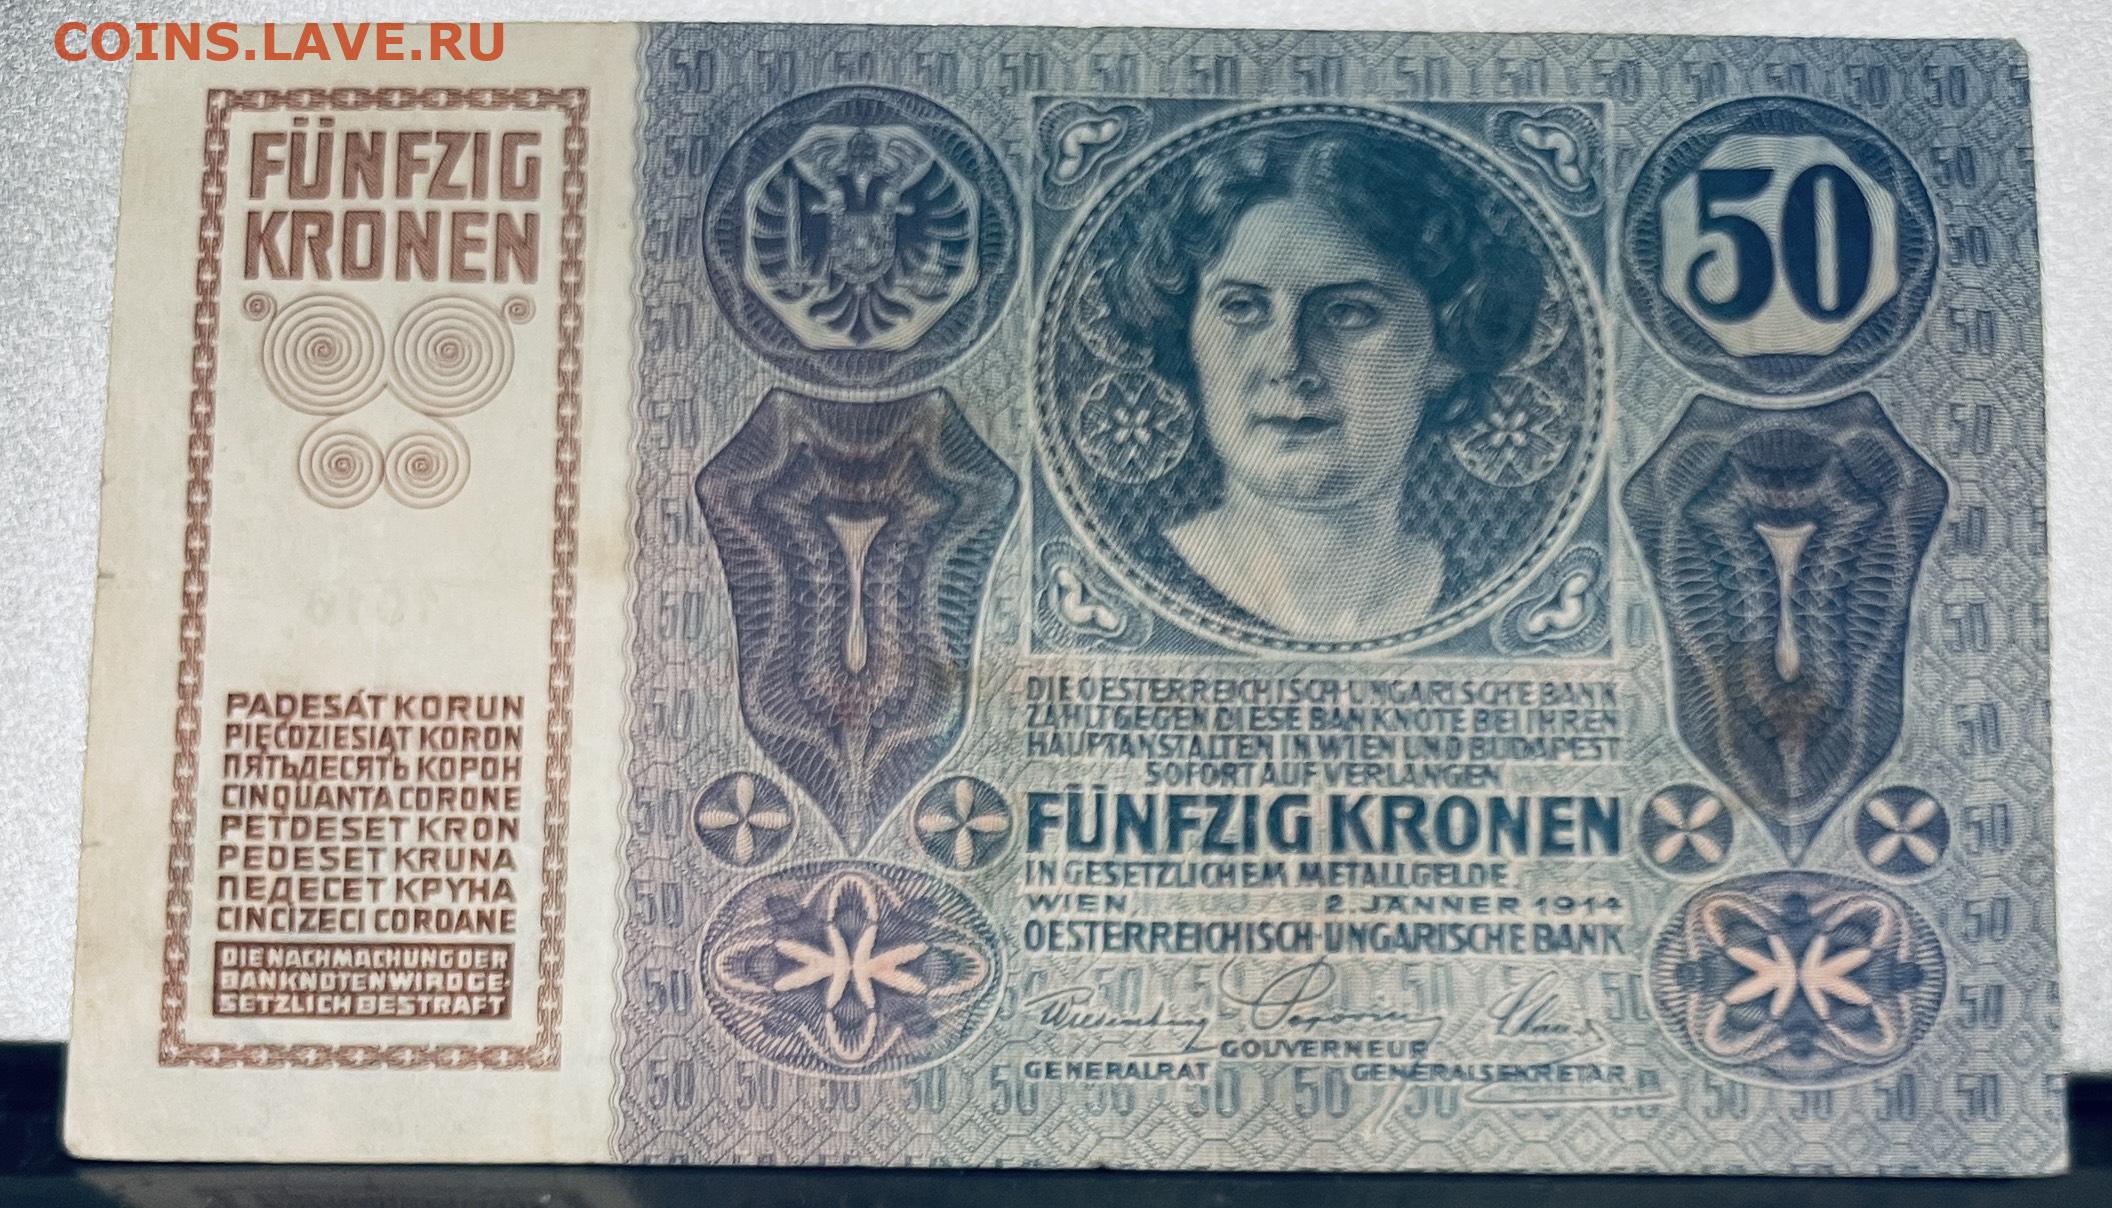 COINS.LAVE.RU
FÜNFZIG
KRONEN
PADESÁT KORUN
PIĘĆDZIESIĄT KORON
ПЯТЬДЕСЯТЬ КОРОН
CINQUANTA CORONE
PETDESET KRON
PEDESET KRUNA
ПЕДЕСЕТ КРУНА
CINCIZECI COROANE
DIE NACHMACHUNG DER
BANKNOTEN WIRD GE-
SETZLICH BESTRAFT
50
DIE OESTERREICHISCH-UNGARISCHE BANK
ZAHLT GEGEN DIESE BANKNOTE BEI IHREN
HAUPTANSTALTEN IN WIEN UND BUDAPEST
SOFORT AUF VERLANGEN
FÜNFZIG KRONEN
IN GESETZLICHEM METALLGELDE.
WIEN, 2. JÄNNER 1914
OESTERREICHISCH-UNGARISCHE BANK
GOUVERNEUR
GENERALRAT GENERALSEKRETÄR